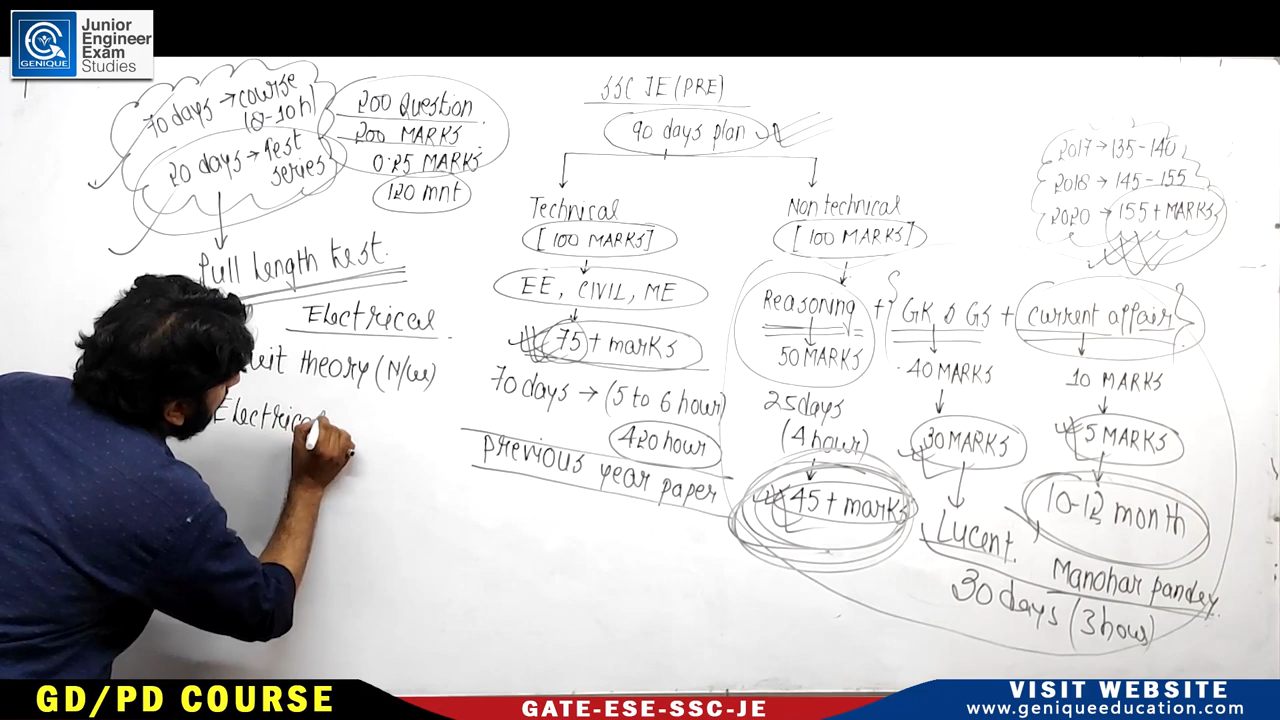 Junior
Engineer
Exam
Studies
GENIQUE
70 days → course
(8-10h)
20 days → Test
series
200 Question
200 MARKS
0.25 MARKS
120 mnt
full length test.
Electrical
theory (N/w)
Electrica
SSC JE (PRE)
90 days plan
Technical
[100 MARKS]
EE, CIVIL, ME
75+ marks
70 days → (5 to 6 hour)
420 hour
previous year paper
Non technical
[100 MARKS]
Reasoning + { GK & GS + current affair }
50 MARKS
40 MARKS
10 MARKS
25 days
(4 hour)
45+ marks
30 MARKS
Lucent.
5 MARKS
10-12 month
Manohar pandey
30 days (3 hour)
2017 → 135-140
2018 → 145-155
2020 → 155+ MARKS
GD/PD COURSE
GATE-ESE-SSC-JE
VISIT WEBSITE
www.geniqueeducation.com